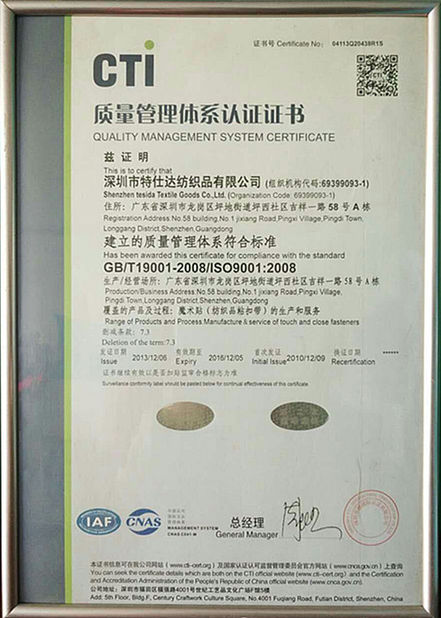 证书号 Certificate No: 04113Q20438R1S
CTI
质量管理体系认证证书
QUALITY MANAGEMENT SYSTEM CERTIFICATE
兹证明
This is to certify that
深圳市特仕达纺织品有限公司 (组织机构代码:69399093-1)
Shenzhen tesida Textile Goods Co.,Ltd. (Organization Code: 69399093-1)
住所: 广东省深圳市龙岗区坪地街道坪西社区吉祥一路 58 号 A 栋
Registration Address:No.58 building,No.1 jixiang Road,Pingxi Village,Pingdi Town,
Longgang District,Shenzhen,Guangdong
建立的质量管理体系符合标准
Has been awarded this certificate for compliance with the standard
GB/T19001-2008/ISO9001:2008
生产/经营场所: 广东省深圳市龙岗区坪地街道坪西社区吉祥一路 58 号 A 栋
Production/Business Address:No.58 building,No.1 jixiang Road,Pingxi Village,
Pingdi Town,Longgang District,Shenzhen,Guangdong
覆盖的产品及过程: 魔术贴 (纺织品粘扣带) 的生产和服务
Range of Products and Process:Manufacture & service of touch and close fasteners
删减条款: 7.3
Deletion of the term:7.3
发证日期 2013/12/06 有效期至 2016/12/05 首次发证 2010/12/09 换证日期 ******
Issue Expiry Initial Issue Recertification
证书继续有效以是否加贴监审合格标志为准
Surveillance conformity label should be pasted below for continual effectiveness of this certificate.
IAF
CNAS
MANAGEMENT SYSTEM
CNAS C041-M
总经理
General Manager
本证书信息可在我公司网站 (www.cti-cert.org) 及国家认证认可监督管理委员会官方网站 (www.cnca.gov.cn) 上查询
You can seek the certificate details which are both on the CTI official website (www.cti-cert.org) and the Certification
and Accreditation Administration of the People's Republic of China official website (www.cnca.gov.cn).
公司地址: 深圳市福田区福强路4001号世纪工艺品文化广场F馆5楼
Add: 5th Floor, Bldg.F, Century Craftwork Culture Square, No.4001 Fuqiang Road, Futian District, Shenzhen, China